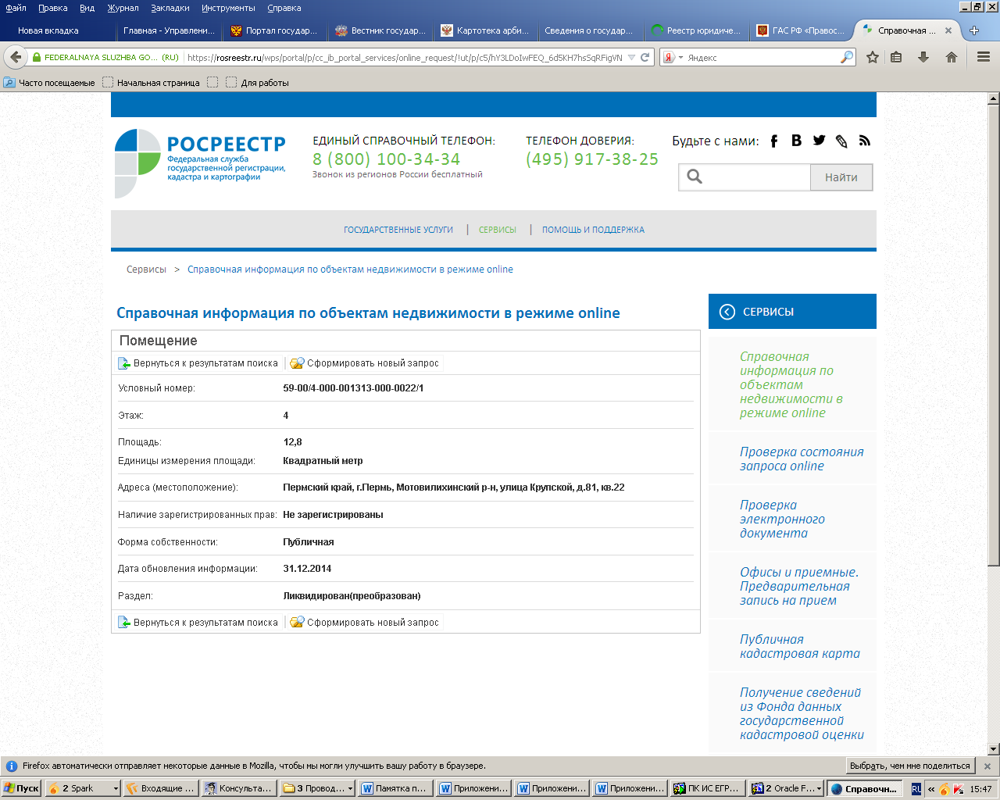 Файл Правка Вид Журнал Закладки Инструменты Справка
Новая вкладка Главная - Управлени... Портал государ... Вестник государ... Картотека арби... Сведения о государ... Реестр юридиче... ГАС РФ «Правос... Справочная ...
FEDERALNAYA SLUZHBA GO... (RU) https://rosreestr.ru/wps/portal/p/cc_ib_portal_services/online_request/!ut/p/c5/hY3LDoIwFEQ_6d5KH7hsSqRFigVN Яндекс
Часто посещаемые Начальная страница Для работы
РОСРЕЕСТР
Федеральная служба
государственной регистрации,
кадастра и картографии
ЕДИНЫЙ СПРАВОЧНЫЙ ТЕЛЕФОН:
8 (800) 100-34-34
Звонок из регионов России бесплатный
ТЕЛЕФОН ДОВЕРИЯ:
(495) 917-38-25
Будьте с нами:
Найти
ГОСУДАРСТВЕННЫЕ УСЛУГИ | СЕРВИСЫ | ПОМОЩЬ И ПОДДЕРЖКА
Сервисы > Справочная информация по объектам недвижимости в режиме online
Справочная информация по объектам недвижимости в режиме online
Помещение
Вернуться к результатам поиска Сформировать новый запрос
Условный номер: 59-00/4-000-001313-000-0022/1
Этаж: 4
Площадь: 12,8
Единицы измерения площади: Квадратный метр
Адреса (местоположение): Пермский край, г.Пермь, Мотовилихинский р-н, улица Крупской, д.81, кв.22
Наличие зарегистрированных прав: Не зарегистрированы
Форма собственности: Публичная
Дата обновления информации: 31.12.2014
Раздел: Ликвидирован(преобразован)
Вернуться к результатам поиска Сформировать новый запрос
СЕРВИСЫ
Справочная
информация по
объектам
недвижимости в
режиме online
Проверка состояния
запроса online
Проверка
электронного
документа
Офисы и приемные.
Предварительная
запись на прием
Публичная
кадастровая карта
Получение сведений
из Фонда данных
государственной
кадастровой оценки
Firefox автоматически отправляет некоторые данные в Mozilla, чтобы мы могли улучшить вашу работу в браузере. Выбрать, чем мне поделиться
Пуск 2 Spark Входящие ... Консульта... 3 Провод... Памятка п... Приложени... Приложени... Приложени... ПК ИС ЕГР... 2 Oracle F... Справочн... RU « 15:47